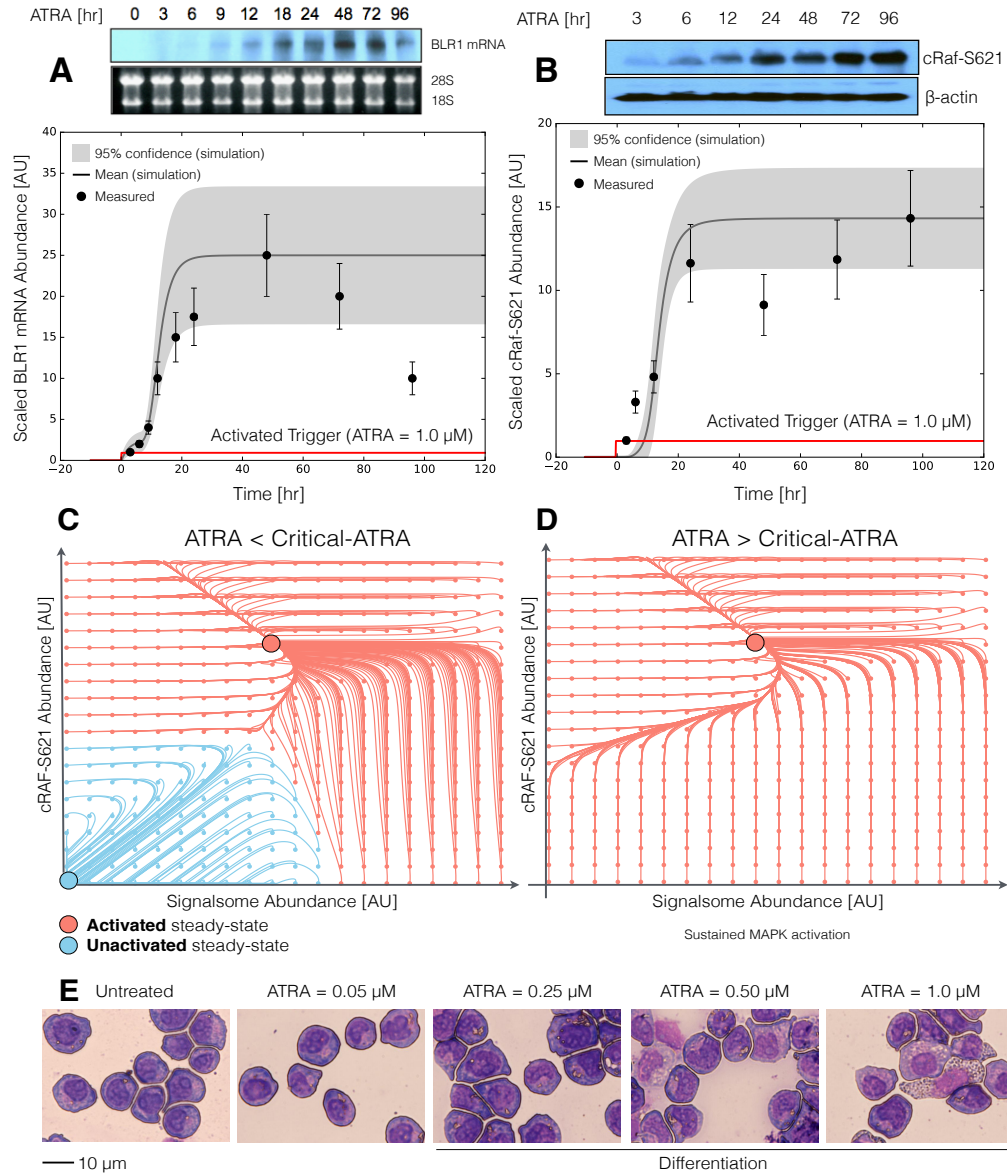 ATRA [hr] 0 3 6 9 12 18 24 48 72 96
BLR1 mRNA
A
28S
18S
40
35
30
25
20
15
10
5
0
Scaled BLR1 mRNA Abundance [AU]
95% confidence (simulation)
Mean (simulation)
Measured
Activated Trigger (ATRA = 1.0 µM)
−20 0 20 40 60 80 100 120
Time [hr]
ATRA [hr] 3 6 12 24 48 72 96
cRaf-S621
B
β-actin
20
15
10
5
0
Scaled cRaf-S621 Abundance [AU]
95% confidence (simulation)
Mean (simulation)
Measured
Activated Trigger (ATRA = 1.0 µM)
−20 0 20 40 60 80 100 120
Time [hr]
C
ATRA < Critical-ATRA
cRAF-S621 Abundance [AU]
Signalsome Abundance [AU]
Activated steady-state
Unactivated steady-state
D
ATRA > Critical-ATRA
cRAF-S621 Abundance [AU]
Signalsome Abundance [AU]
Sustained MAPK activation
E
Untreated
ATRA = 0.05 µM
ATRA = 0.25 µM
ATRA = 0.50 µM
ATRA = 1.0 µM
10 µm
Differentiation